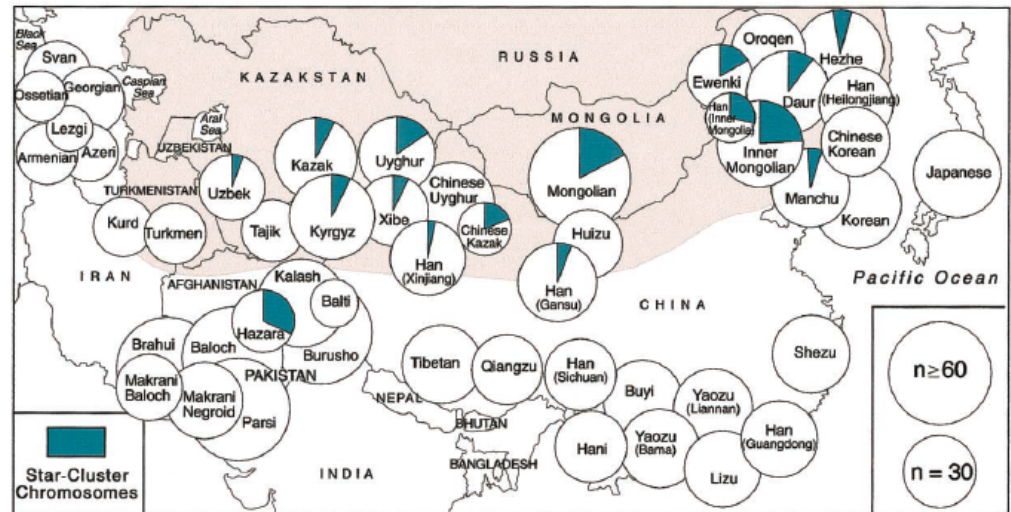 Black
Sea
Svan
Ossetian
Georgian
Caspian
Sea
Lezgi
Armenian
Azeri
KAZAKSTAN
RUSSIA
MONGOLIA
Aral
Sea
UZBEKISTAN
TURKMENISTAN
Uzbek
Kazak
Uyghur
Chinese
Uyghur
Kurd
Turkmen
Tajik
Kyrgyz
Xibe
Chinese
Kazak
Han
(Xinjiang)
Mongolian
Huizu
Han
(Gansu)
Oroqen
Hezhe
Ewenki
Daur
Han
(Heilongjiang)
Han
(Inner
Mongolia)
Inner
Mongolian
Chinese
Korean
Manchu
Korean
Japanese
IRAN
AFGHANISTAN
Kalash
Balti
Hazara
Burusho
Brahui
Baloch
PAKISTAN
Makrani
Baloch
Makrani
Negroid
Parsi
CHINA
Pacific Ocean
Tibetan
Qiangzu
Han
(Sichuan)
Buyi
Yaozu
(Liannan)
Shezu
NEPAL
BHUTAN
BANGLADESH
INDIA
Hani
Yaozu
(Bama)
Lizu
Han
(Guangdong)
Star-Cluster
Chromosomes
n≥60
n = 30